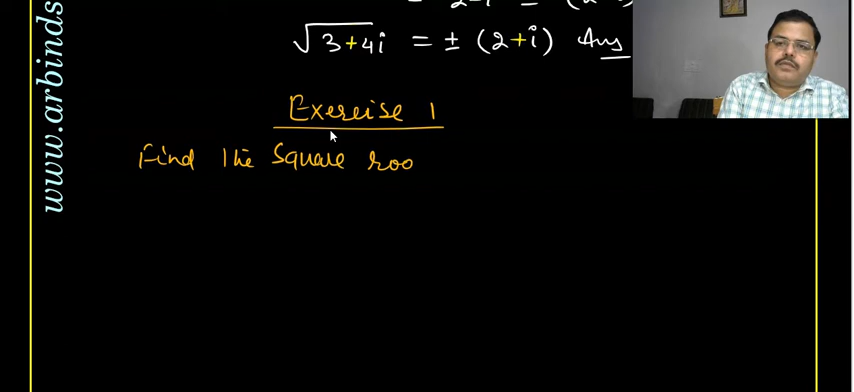 √3+4i = ± (2+i) Ans
Exercise 1
Find the Square roo
www.arbinds